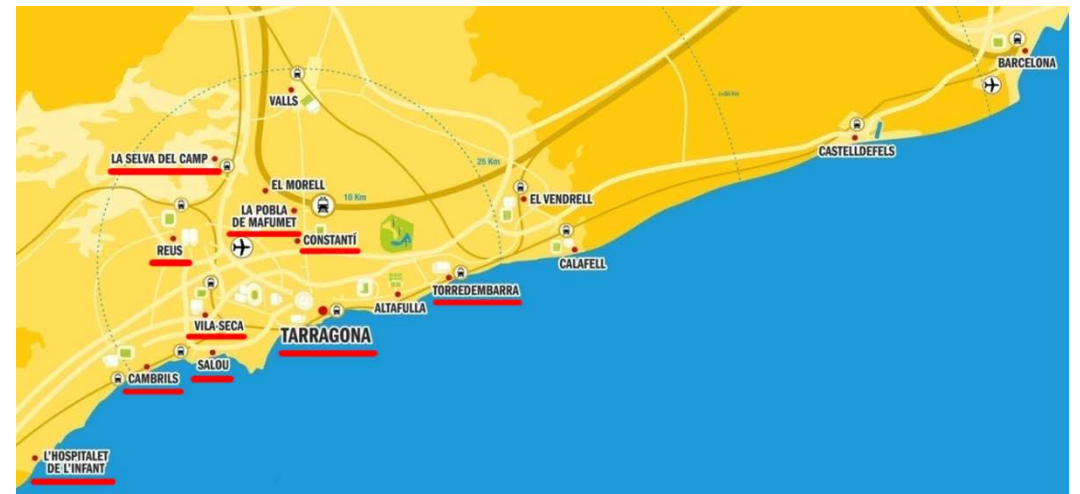 BARCELONA
VALLS
CASTELLDEFELS
LA SELVA DEL CAMP
25 Km
EL MORELL
10 Km
EL VENDRELL
LA POBLA
DE MAFUMET
CONSTANTÍ
REUS
CALAFELL
TORREDEMBARRA
ALTAFULLA
VILA-SECA
TARRAGONA
SALOU
CAMBRILS
L'HOSPITALET
DE L'INFANT